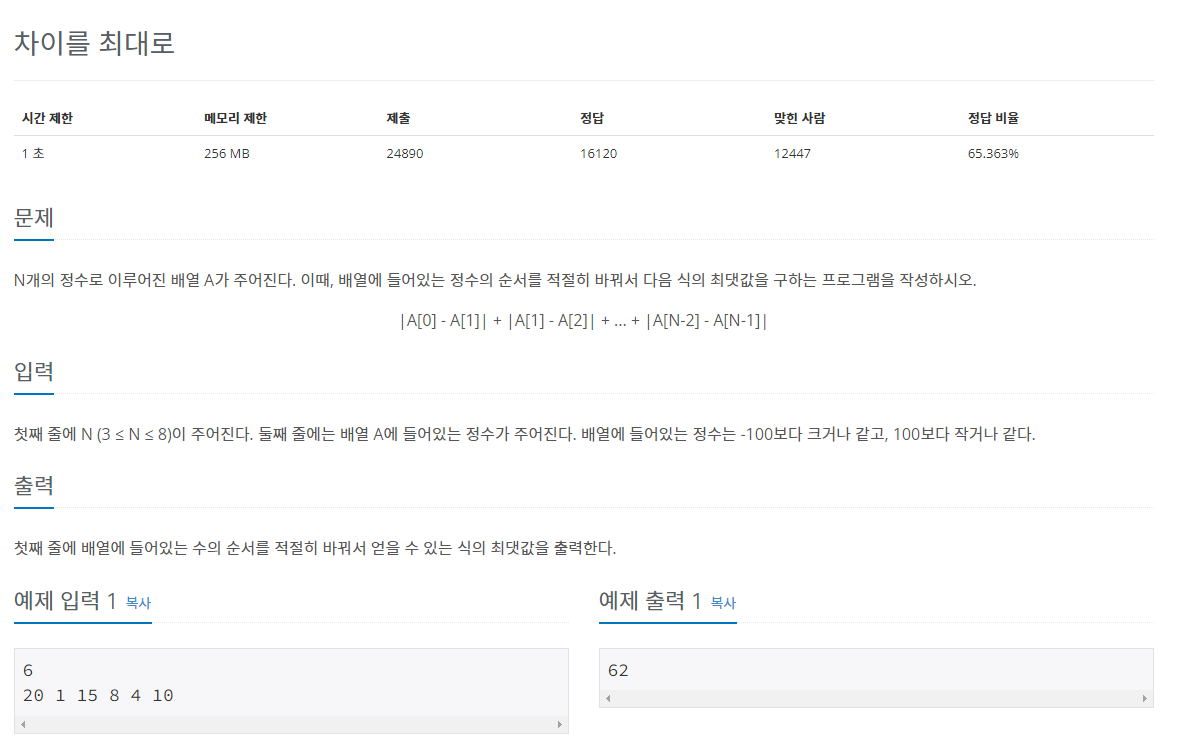 차이를 최대로
시간 제한 메모리 제한 제출 정답 맞힌 사람 정답 비율
1 초 256 MB 24890 16120 12447 65.363%
문제
N개의 정수로 이루어진 배열 A가 주어진다. 이때, 배열에 들어있는 정수의 순서를 적절히 바꿔서 다음 식의 최댓값을 구하는 프로그램을 작성하시오.
|A[0] - A[1]| + |A[1] - A[2]| + ... + |A[N-2] - A[N-1]|
입력
첫째 줄에 N (3 ≤ N ≤ 8)이 주어진다. 둘째 줄에는 배열 A에 들어있는 정수가 주어진다. 배열에 들어있는 정수는 -100보다 크거나 같고, 100보다 작거나 같다.
출력
첫째 줄에 배열에 들어있는 수의 순서를 적절히 바꿔서 얻을 수 있는 식의 최댓값을 출력한다.
예제 입력 1 복사
6
20 1 15 8 4 10
예제 출력 1 복사
62